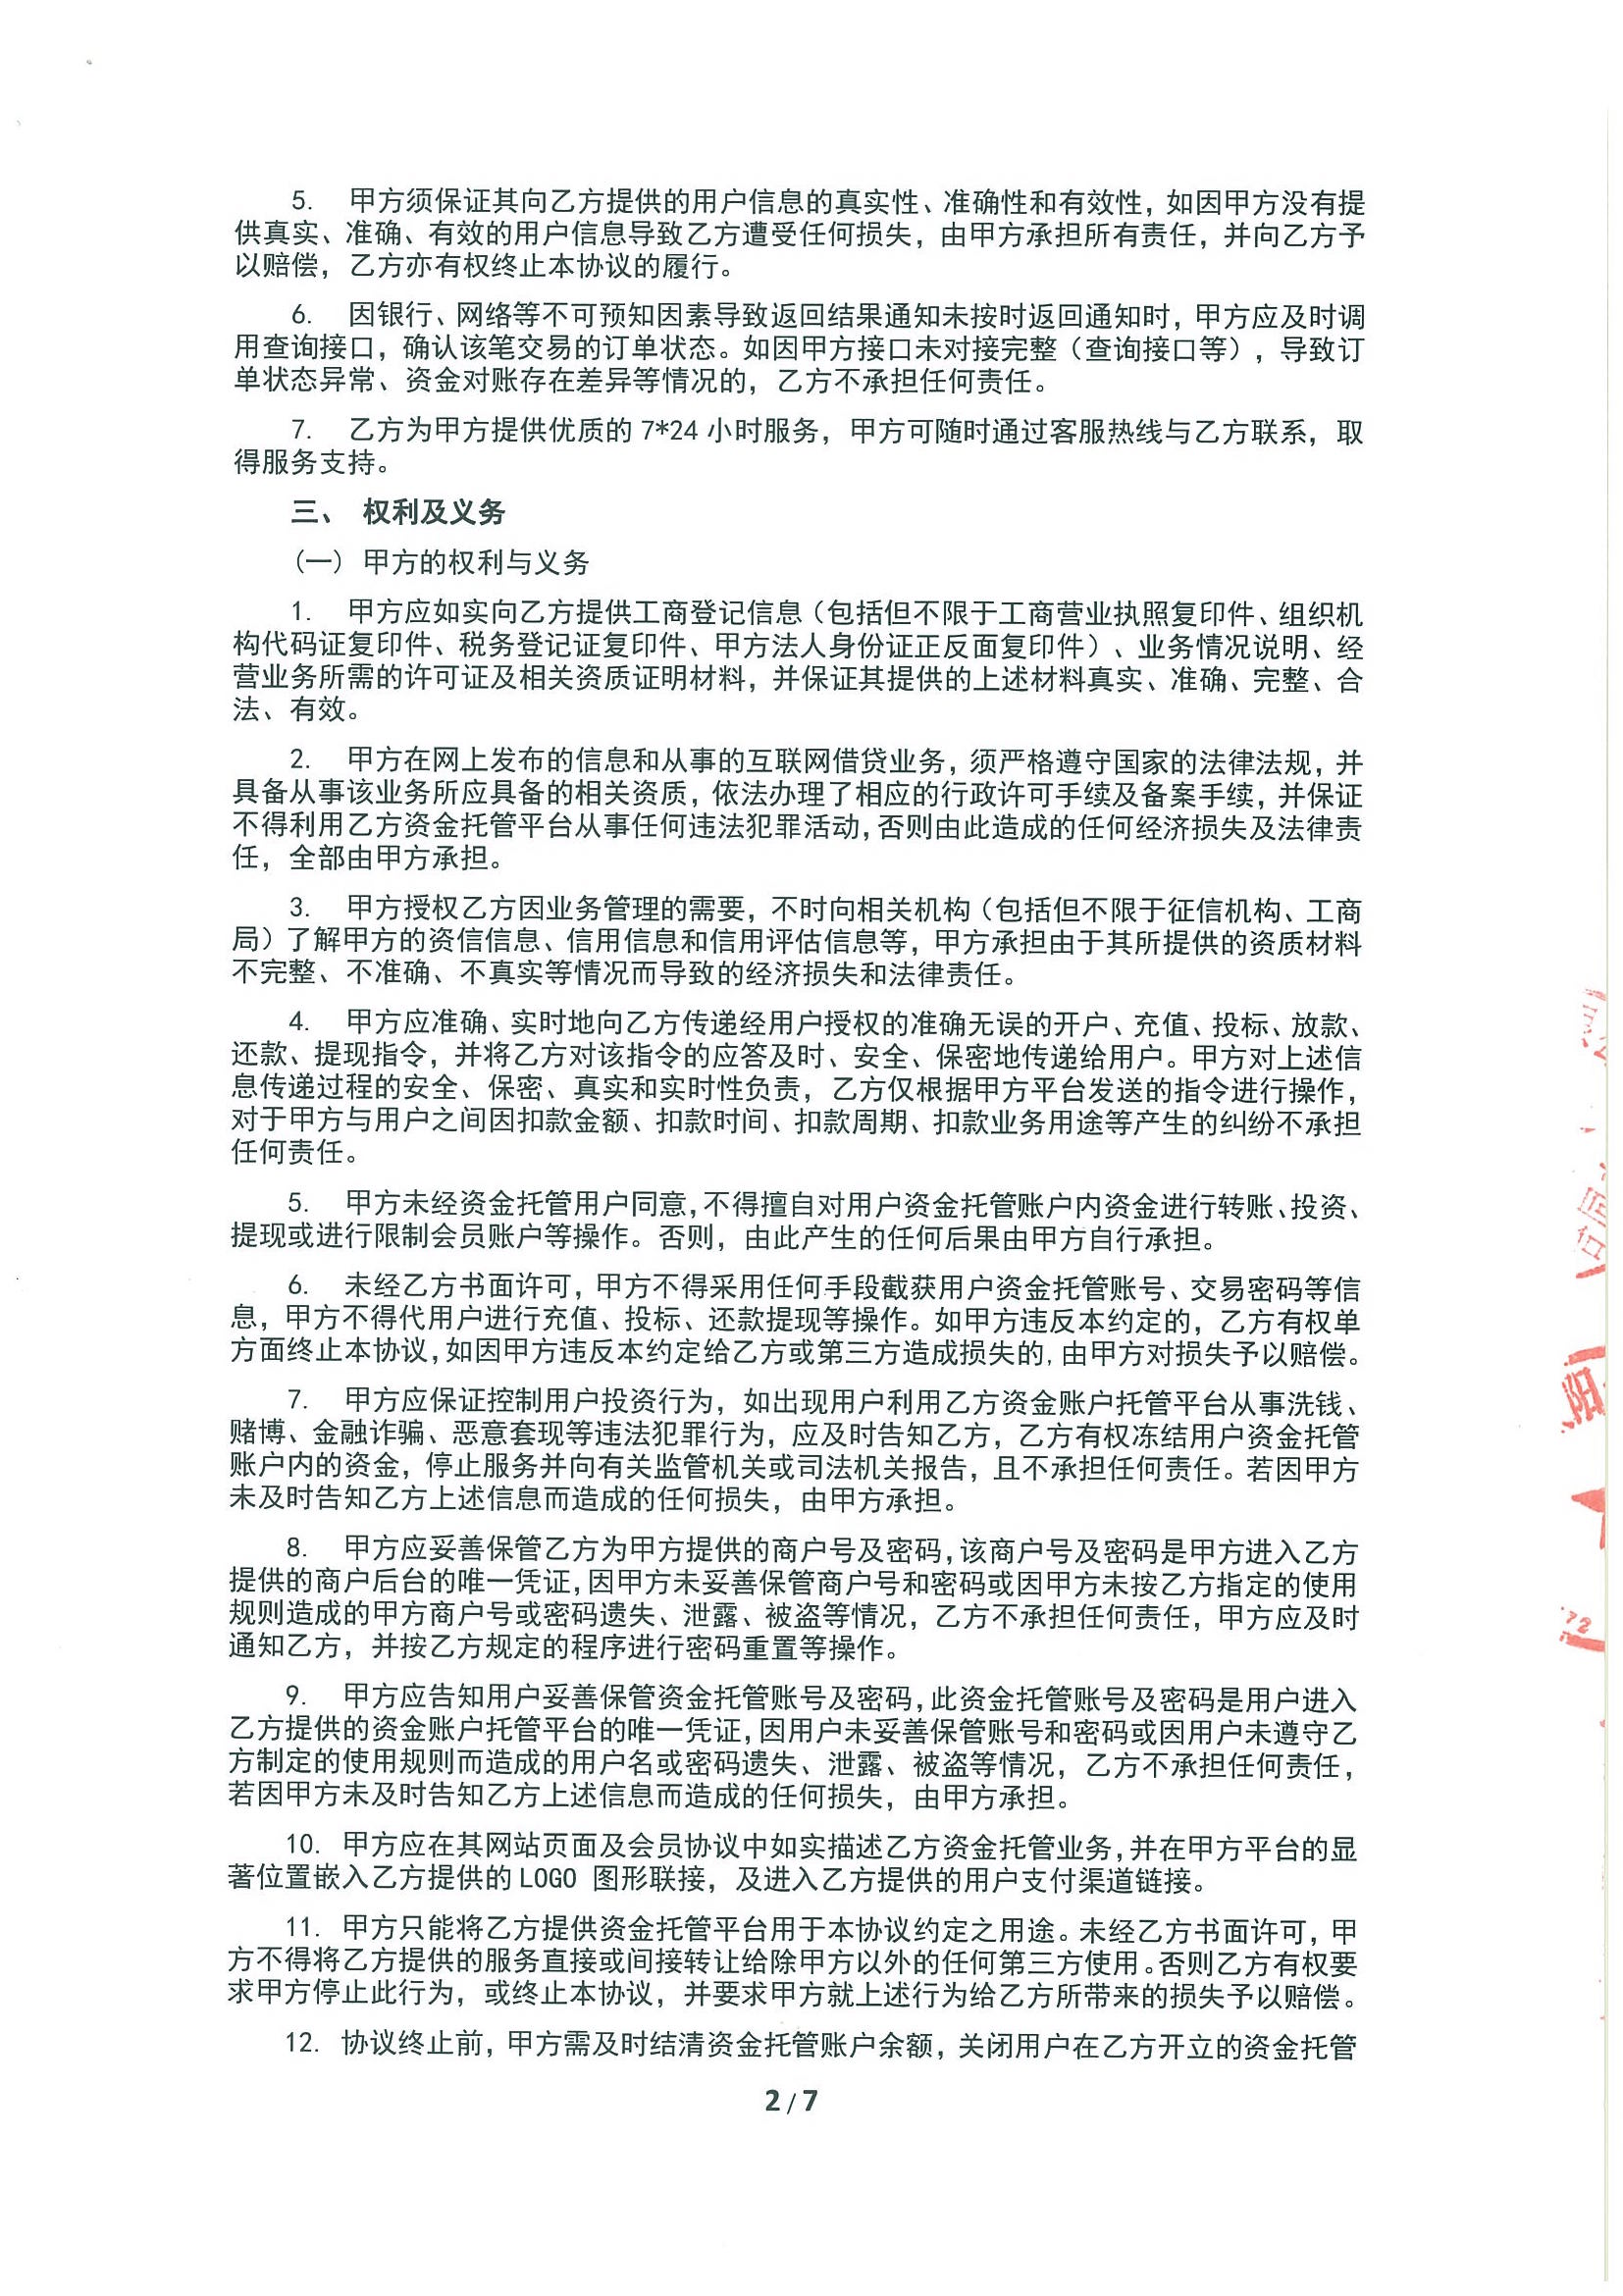 5. 甲方须保证其向乙方提供的用户信息的真实性、准确性和有效性，如因甲方没有提
供真实、准确、有效的用户信息导致乙方遭受任何损失，由甲方承担所有责任，并向乙方予
以赔偿，乙方亦有权终止本协议的履行。
6. 因银行、网络等不可预知因素导致返回结果通知未按时返回通知时，甲方应及时调
用查询接口，确认该笔交易的订单状态。如因甲方接口未对接完整（查询接口等），导致订
单状态异常、资金对账存在差异等情况的，乙方不承担任何责任。
7. 乙方为甲方提供优质的 7*24 小时服务，甲方可随时通过客服热线与乙方联系，取
得服务支持。
三、 权利及义务
（一）甲方的权利与义务
1. 甲方应如实向乙方提供工商登记信息（包括但不限于工商营业执照复印件、组织机
构代码证复印件、税务登记证复印件、甲方法人身份证正反面复印件）、业务情况说明、经
营业务所需的许可证及相关资质证明材料，并保证其提供的上述材料真实、准确、完整、合
法、有效。
2. 甲方在网上发布的信息和从事的互联网借贷业务，须严格遵守国家的法律法规，并
具备从事该业务所应具备的相关资质，依法办理了相应的行政许可手续及备案手续，并保证
不得利用乙方资金托管平台从事任何违法犯罪活动，否则由此造成的任何经济损失及法律责
任，全部由甲方承担。
3. 甲方授权乙方因业务管理的需要，不时向相关机构（包括但不限于征信机构、工商
局）了解甲方的资信信息、信用信息和信用评估信息等，甲方承担由于其所提供的资质材料
不完整、不准确、不真实等情况而导致的经济损失和法律责任。
4. 甲方应准确、实时地向乙方传递经用户授权的准确无误的开户、充值、投标、放款、
还款、提现指令，并将乙方对该指令的应答及时、安全、保密地传递给用户。甲方对上述信
息传递过程的安全、保密、真实和实时性负责，乙方仅根据甲方平台发送的指令进行操作，
对于甲方与用户之间因扣款金额、扣款时间、扣款周期、扣款业务用途等产生的纠纷不承担
任何责任。
5. 甲方未经资金托管用户同意，不得擅自对用户资金托管账户内资金进行转账、投资、
提现或进行限制会员账户等操作。否则，由此产生的任何后果由甲方自行承担。
6. 未经乙方书面许可，甲方不得采用任何手段截获用户资金托管账号、交易密码等信
息，甲方不得代用户进行充值、投标、还款提现等操作。如甲方违反本约定的，乙方有权单
方面终止本协议，如因甲方违反本约定给乙方或第三方造成损失的，由甲方对损失予以赔偿。
7. 甲方应保证控制用户投资行为，如出现用户利用乙方资金账户托管平台从事洗钱、
赌博、金融诈骗、恶意套现等违法犯罪行为，应及时告知乙方，乙方有权冻结用户资金托管
账户内的资金，停止服务并向有关监管机关或司法机关报告，且不承担任何责任。若因甲方
未及时告知乙方上述信息而造成的任何损失，由甲方承担。
8. 甲方应妥善保管乙方为甲方提供的商户号及密码，该商户号及密码是甲方进入乙方
提供的商户后台的唯一凭证，因甲方未妥善保管商户号和密码或因甲方未按乙方指定的使用
规则造成的甲方商户号或密码遗失、泄露、被盗等情况，乙方不承担任何责任，甲方应及时
通知乙方，并按乙方规定的程序进行密码重置等操作。
9. 甲方应告知用户妥善保管资金托管账号及密码，此资金托管账号及密码是用户进入
乙方提供的资金账户托管平台的唯一凭证，因用户未妥善保管账号和密码或因用户未遵守乙
方制定的使用规则而造成的用户名或密码遗失、泄露、被盗等情况，乙方不承担任何责任，
若因甲方未及时告知乙方上述信息而造成的任何损失，由甲方承担。
10. 甲方应在其网站页面及会员协议中如实描述乙方资金托管业务，并在甲方平台的显
著位置嵌入乙方提供的 LOGO 图形联接，及进入乙方提供的用户支付渠道链接。
11. 甲方只能将乙方提供资金托管平台用于本协议约定之用途。未经乙方书面许可，甲
方不得将乙方提供的服务直接或间接转让给除甲方以外的任何第三方使用。否则乙方有权要
求甲方停止此行为，或终止本协议，并要求甲方就上述行为给乙方所带来的损失予以赔偿。
12. 协议终止前，甲方需及时结清资金托管账户余额，关闭用户在乙方开立的资金托管
2/7
阳
72